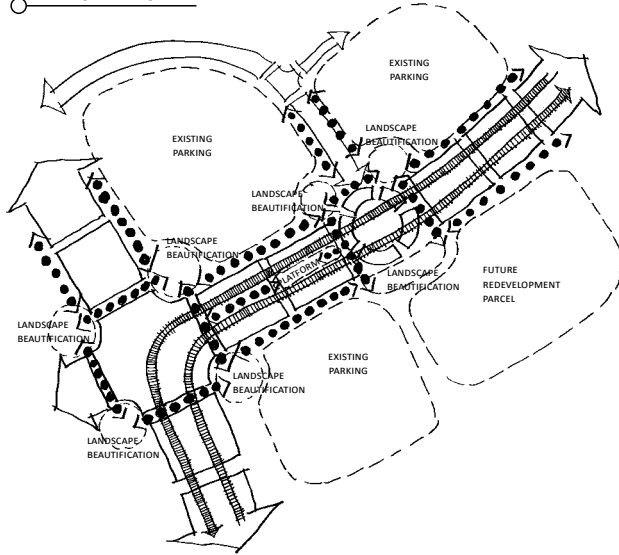 EXISTING
PARKING
EXISTING
PARKING
LANDSCAPE
BEAUTIFICATION
LANDSCAPE
BEAUTIFICATION
LANDSCAPE
BEAUTIFICATION
PLATFORM
LANDSCAPE
BEAUTIFICATION
FUTURE
REDEVELOPMENT
PARCEL
LANDSCAPE
BEAUTIFICATION
EXISTING
PARKING
LANDSCAPE
BEAUTIFICATION
LANDSCAPE
BEAUTIFICATION